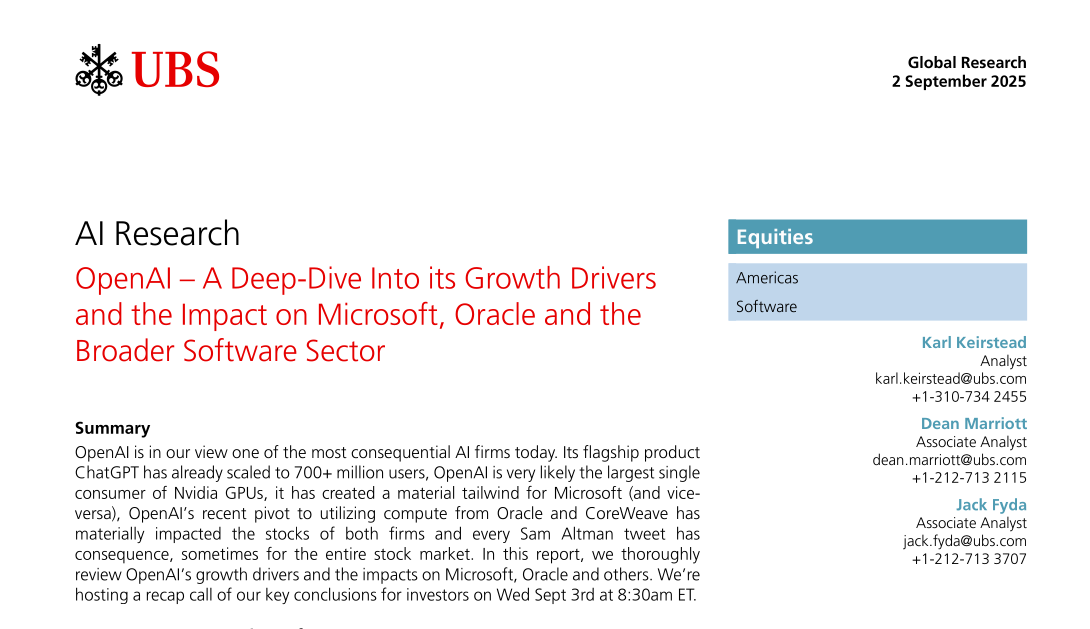 UBS
Global Research
2 September 2025
AI Research
OpenAI – A Deep-Dive Into its Growth Drivers
and the Impact on Microsoft, Oracle and the
Broader Software Sector
Summary
OpenAI is in our view one of the most consequential AI firms today. Its flagship product
ChatGPT has already scaled to 700+ million users, OpenAI is very likely the largest single
consumer of Nvidia GPUs, it has created a material tailwind for Microsoft (and vice-
versa), OpenAI’s recent pivot to utilizing compute from Oracle and CoreWeave has
materially impacted the stocks of both firms and every Sam Altman tweet has
consequence, sometimes for the entire stock market. In this report, we thoroughly
review OpenAI’s growth drivers and the impacts on Microsoft, Oracle and others. We’re
hosting a recap call of our key conclusions for investors on Wed Sept 3rd at 8:30am ET.
Equities
Americas
Software
Karl Keirstead
Analyst
karl.keirstead@ubs.com
+1-310-734 2455
Dean Marriott
Associate Analyst
dean.marriott@ubs.com
+1-212-713 2115
Jack Fyda
Associate Analyst
jack.fyda@ubs.com
+1-212-713 3707